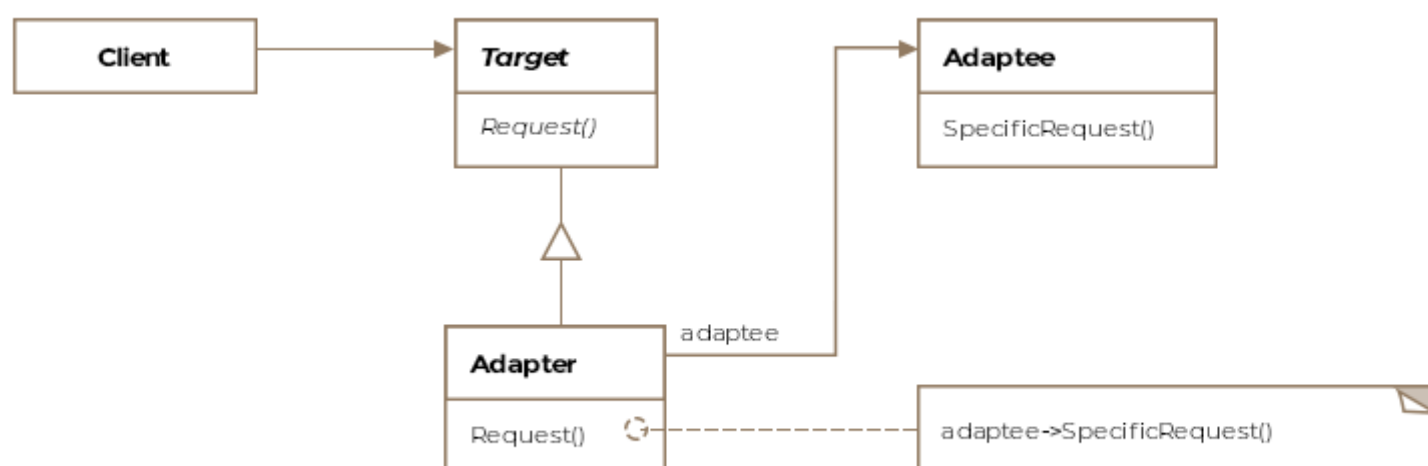 Client
Target
Request()
Adaptee
SpecificRequest()
adaptee
Adapter
Request()
adaptee->SpecificRequest()